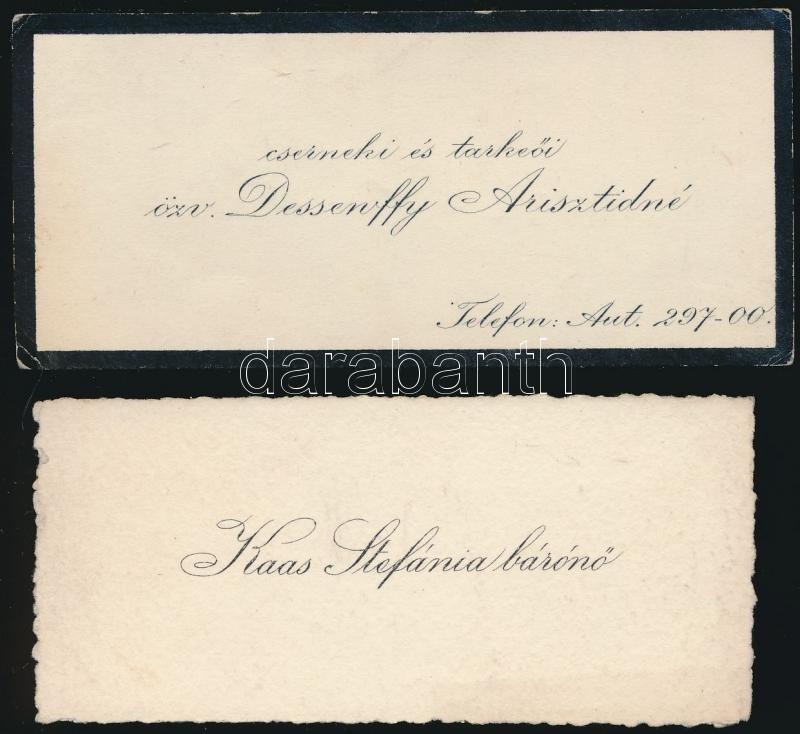 cserneki és tarkeői
özv. Dessewffy Arisztidné
Telefon: Aut. 297-00.
darabanth
Kaas Stefánia bárónő